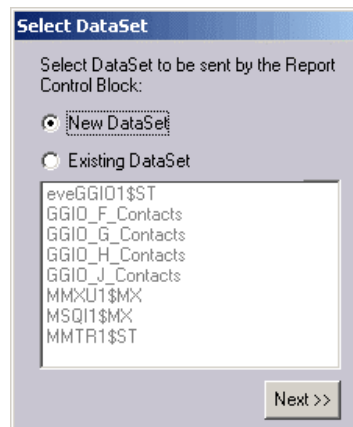 Select DataSet
Select DataSet to be sent by the Report
Control Block:
New DataSet
Existing DataSet
eveGGIO1$ST
GGIO_F_Contacts
GGIO_G_Contacts
GGIO_H_Contacts
GGIO_J_Contacts
MMXU1$MX
MSQI1$MX
MMTR1$ST
Next >>